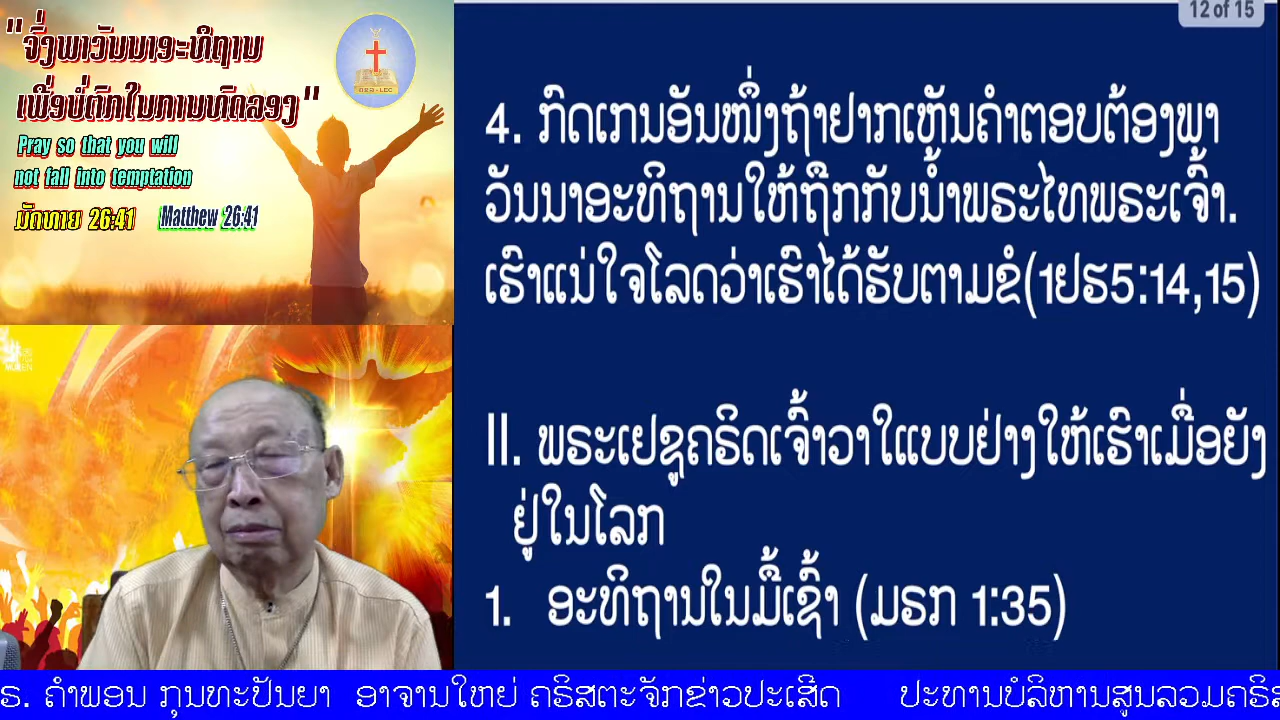 "ຈົ່ງພາວັນນາອະທິຖານ
ເພື່ອບໍ່ຕົກໃນການທົດລອງ"
Pray so that you will
not fall into temptation
ມັດທາຍ 26:41 Matthew 26:41
12 of 15
4. ກົດເກນອັນໜຶ່ງຖ້າຢາກເຫັນຄຳຕອບຕ້ອງພາ
ວັນນາອະທິຖານໃຫ້ຖືກກັບນ້ຳພຣະໄທພຣະເຈົ້າ.
ເຮົາແນ່ໃຈໂລດວ່າເຮົາໄດ້ຮັບຕາມຂໍ(1ຢຣ5:14,15)
II. ພຣະເຢຊູຄຣິດເຈົ້າວາໃແບບຢ່າງໃຫ້ເຮົາເມື່ອຍັງ
ຢູ່ໃນໂລກ
1. ອະທິຖານໃນມື້ເຊົ້າ (ມຣກ 1:35)
ຣ. ຄຳພອນ ກຸນທະປັນຍາ ອາຈານໃຫຍ່ ຄຣິສຕະຈັກຂ່າວປະເສີດ ປະທານບໍລິຫານສູນລວມຄຣິສ